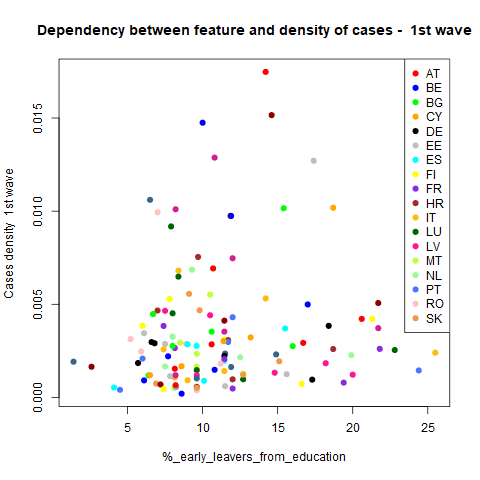 Dependency between feature and density of cases - 1st wave
Cases density 1st wave
0.015
0.010
0.005
0.000
5
10
15
20
25
%_early_leavers_from_education
AT
BE
BG
CY
DE
EE
ES
FI
FR
HR
IT
LU
LV
MT
NL
PT
RO
SK